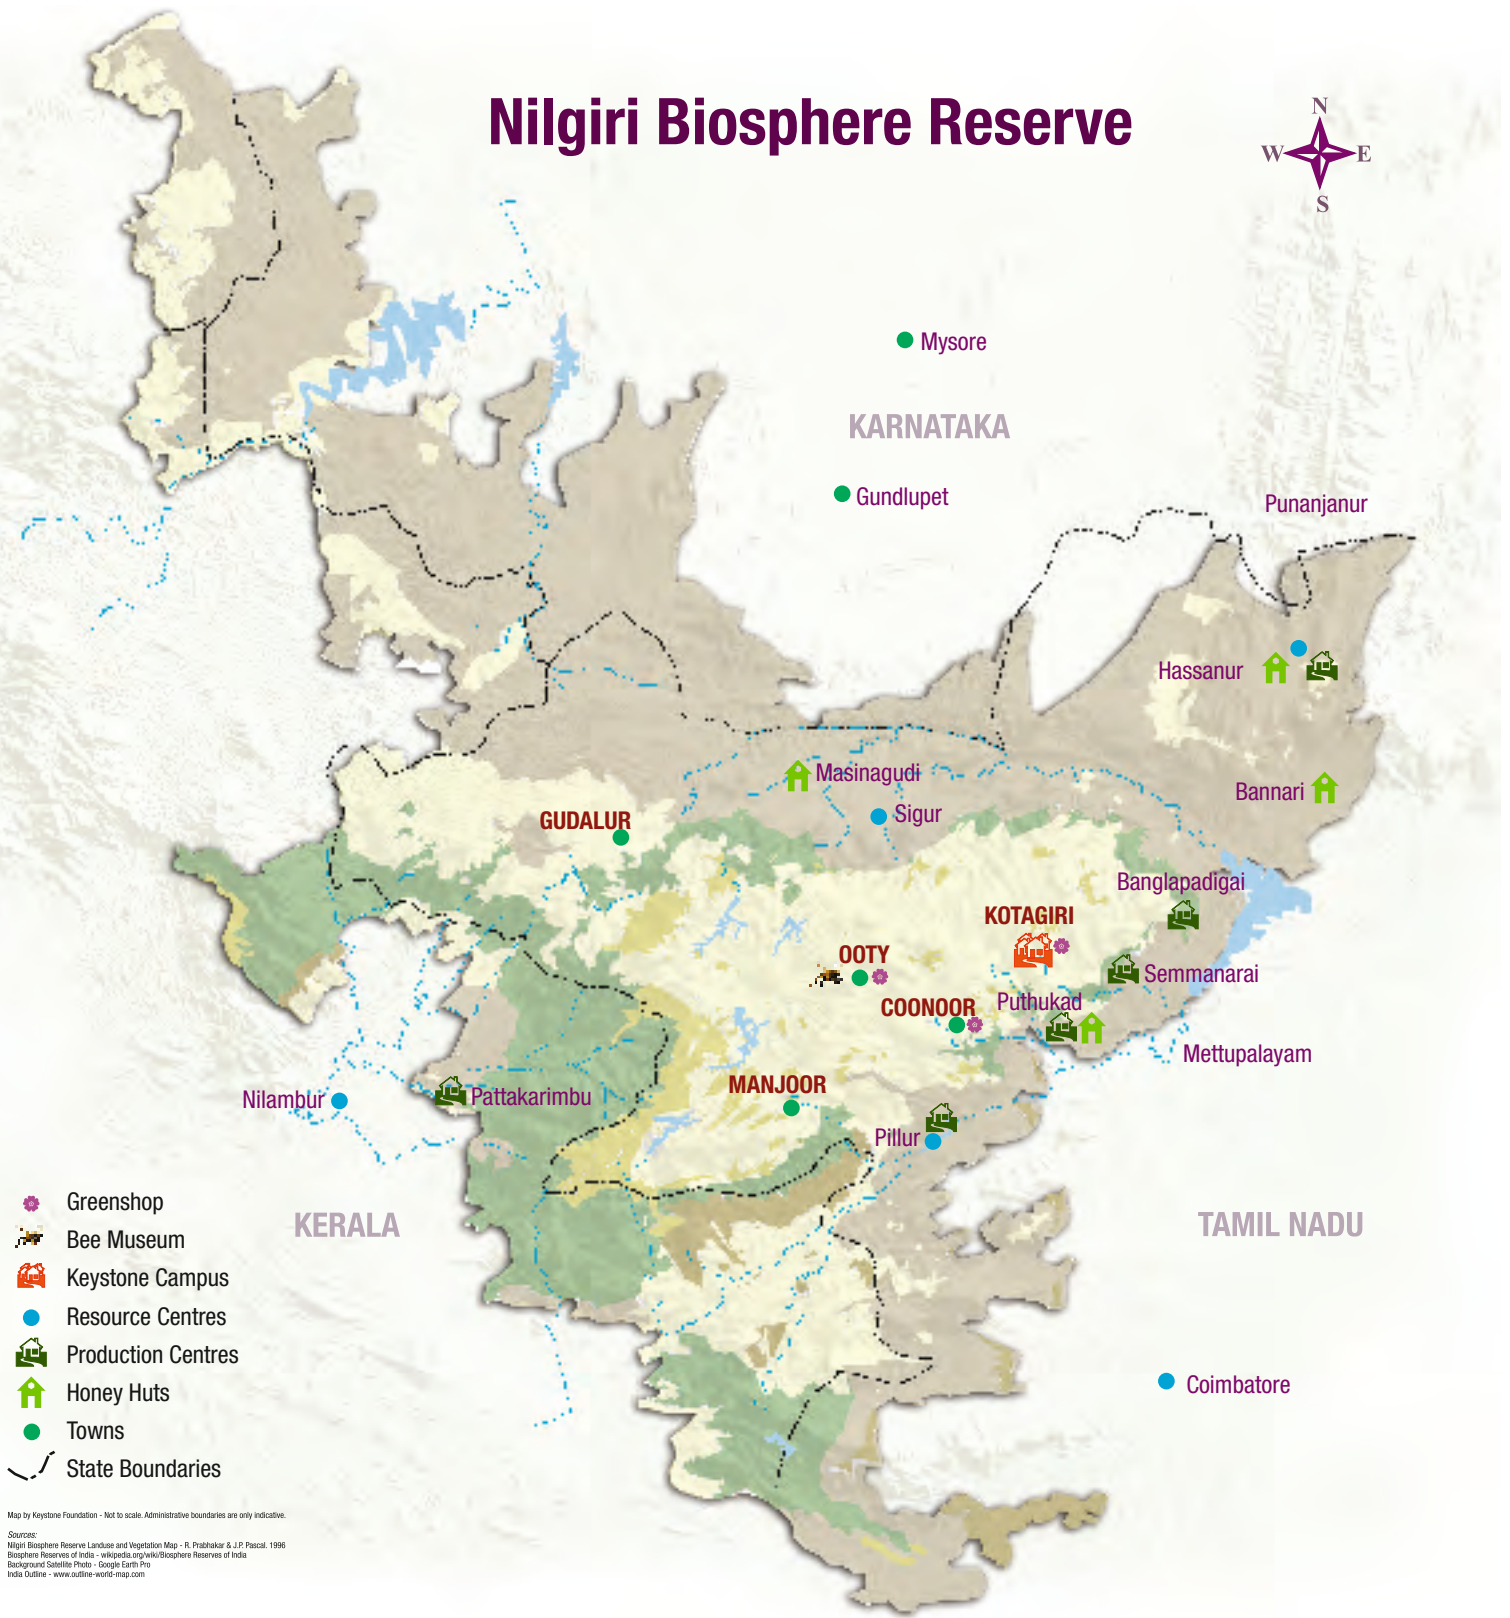 Nilgiri Biosphere Reserve
N
W
E
S
Mysore
KARNATAKA
Gundlupet
Punanjanur
Hassanur
Masinagudi
Bannari
Sigur
GUDALUR
Banglapadigai
KOTAGIRI
OOTY
Semmanarai
Puthukad
COONOOR
Mettupalayam
MANJOOR
Nilambur
Pattakarimbu
Pillur
KERALA
TAMIL NADU
Coimbatore
Greenshop
Bee Museum
Keystone Campus
Resource Centres
Production Centres
Honey Huts
Towns
State Boundaries
Map by Keystone Foundation - Not to scale. Administrative boundaries are only indicative.
Sources:
Nilgiri Biosphere Reserve Landuse and Vegetation Map - R. Prabhakar & J.P. Pascal. 1996
Biosphere Reserves of India - wikipedia.org/wiki/Biosphere Reserves of India
Background Satellite Photo - Google Earth Pro
India Outline - www.outline-world-map.com